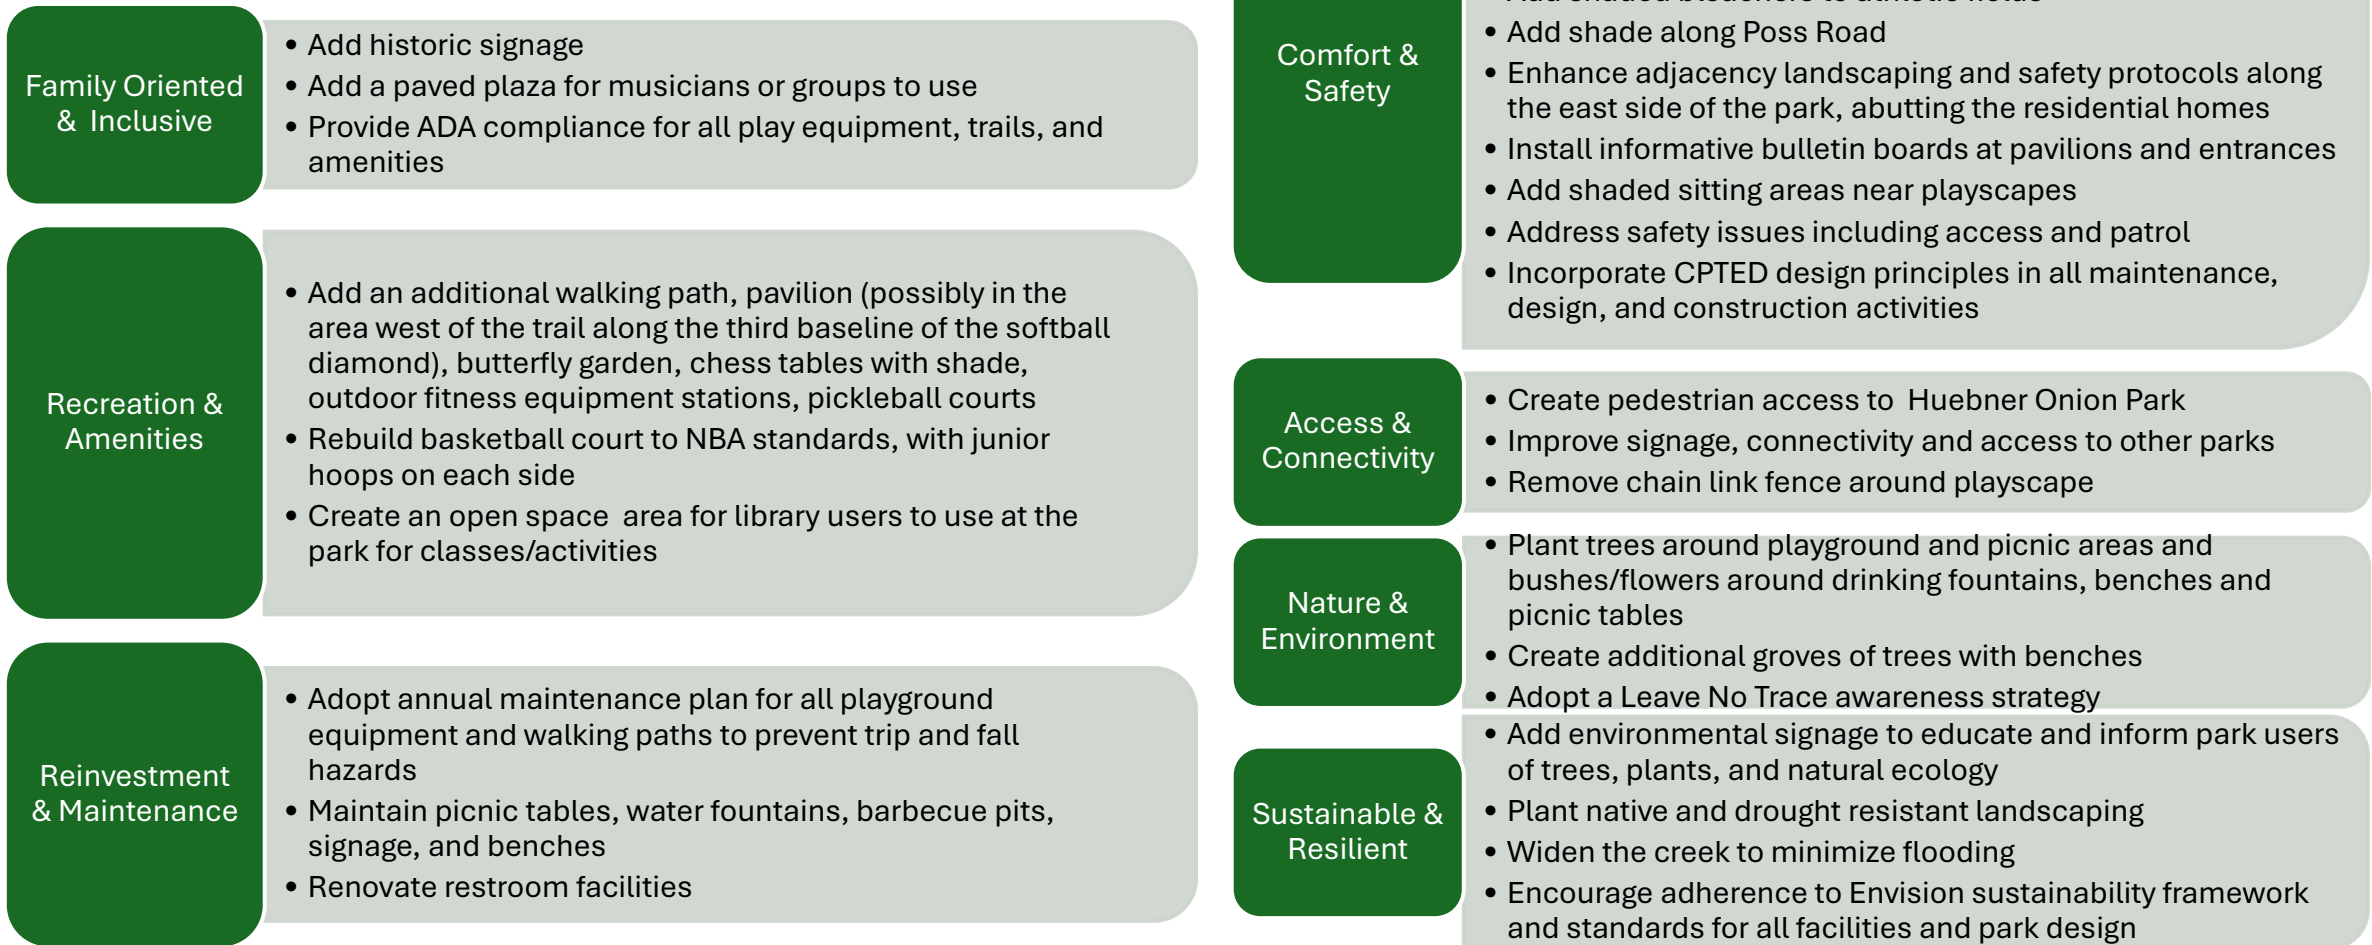 Family Oriented
& Inclusive
• Add historic signage
• Add a paved plaza for musicians or groups to use
• Provide ADA compliance for all play equipment, trails, and
amenities
Recreation &
Amenities
• Add an additional walking path, pavilion (possibly in the
area west of the trail along the third baseline of the softball
diamond), butterfly garden, chess tables with shade,
outdoor fitness equipment stations, pickleball courts
• Rebuild basketball court to NBA standards, with junior
hoops on each side
• Create an open space area for library users to use at the
park for classes/activities
Reinvestment
& Maintenance
• Adopt annual maintenance plan for all playground
equipment and walking paths to prevent trip and fall
hazards
• Maintain picnic tables, water fountains, barbecue pits,
signage, and benches
• Renovate restroom facilities
Comfort &
Safety
• Add shaded bleachers to athletic fields
• Add shade along Poss Road
• Enhance adjacency landscaping and safety protocols along
the east side of the park, abutting the residential homes
• Install informative bulletin boards at pavilions and entrances
• Add shaded sitting areas near playscapes
• Address safety issues including access and patrol
• Incorporate CPTED design principles in all maintenance,
design, and construction activities
Access &
Connectivity
• Create pedestrian access to Huebner Onion Park
• Improve signage, connectivity and access to other parks
• Remove chain link fence around playscape
Nature &
Environment
• Plant trees around playground and picnic areas and
bushes/flowers around drinking fountains, benches and
picnic tables
• Create additional groves of trees with benches
• Adopt a Leave No Trace awareness strategy
Sustainable &
Resilient
• Add environmental signage to educate and inform park users
of trees, plants, and natural ecology
• Plant native and drought resistant landscaping
• Widen the creek to minimize flooding
• Encourage adherence to Envision sustainability framework
and standards for all facilities and park design